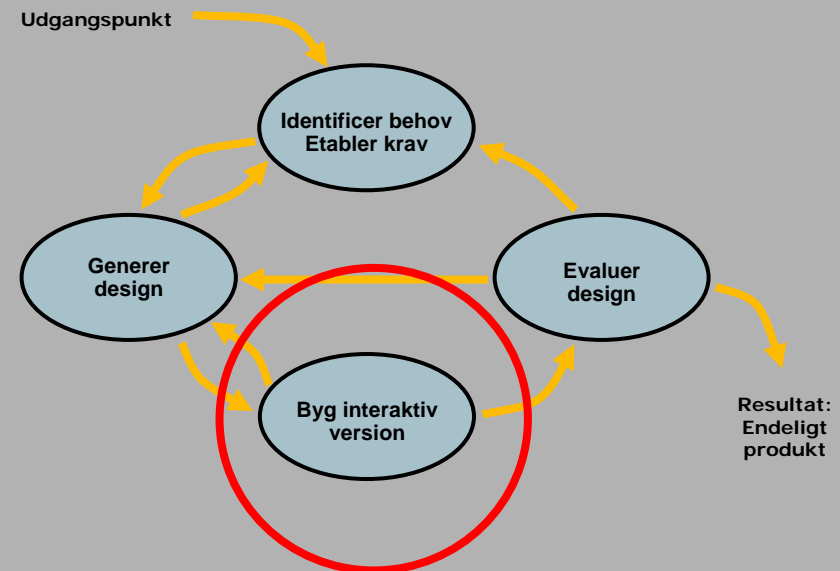 Udgangspunkt
Identificer behov
Etabler krav
Generer
design
Evaluer
design
Byg interaktiv
version
Resultat:
Endeligt
produkt